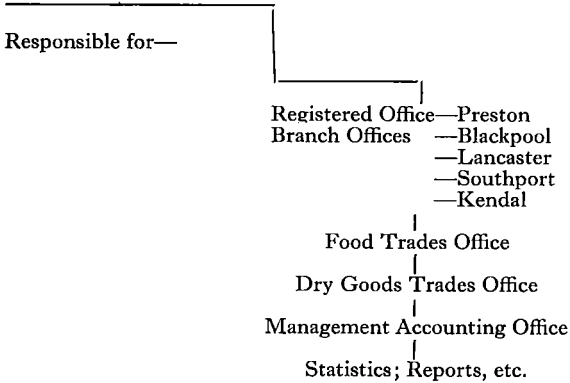 Responsible for—
Registered Office—Preston
Branch Offices —Blackpool
—Lancaster
—Southport
—Kendal
Food Trades Office
Dry Goods Trades Office
Management Accounting Office
Statistics; Reports, etc.